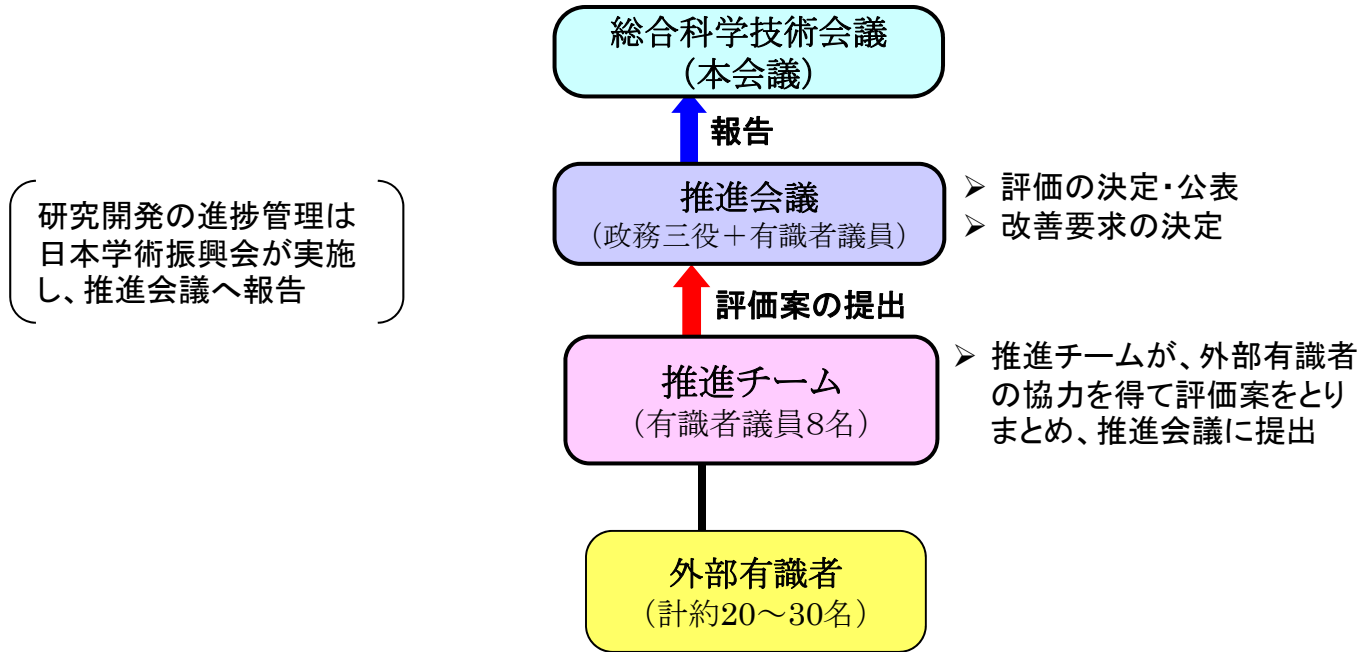 総合科学技術会議
（本会議）
報告
推進会議
（政務三役＋有識者議員）
➢ 評価の決定・公表
➢ 改善要求の決定
研究開発の進捗管理は
日本学術振興会が実施
し、推進会議へ報告
評価案の提出
推進チーム
（有識者議員8名）
➢ 推進チームが、外部有識者
の協力を得て評価案をとり
まとめ、推進会議に提出
外部有識者
（計約20～30名）